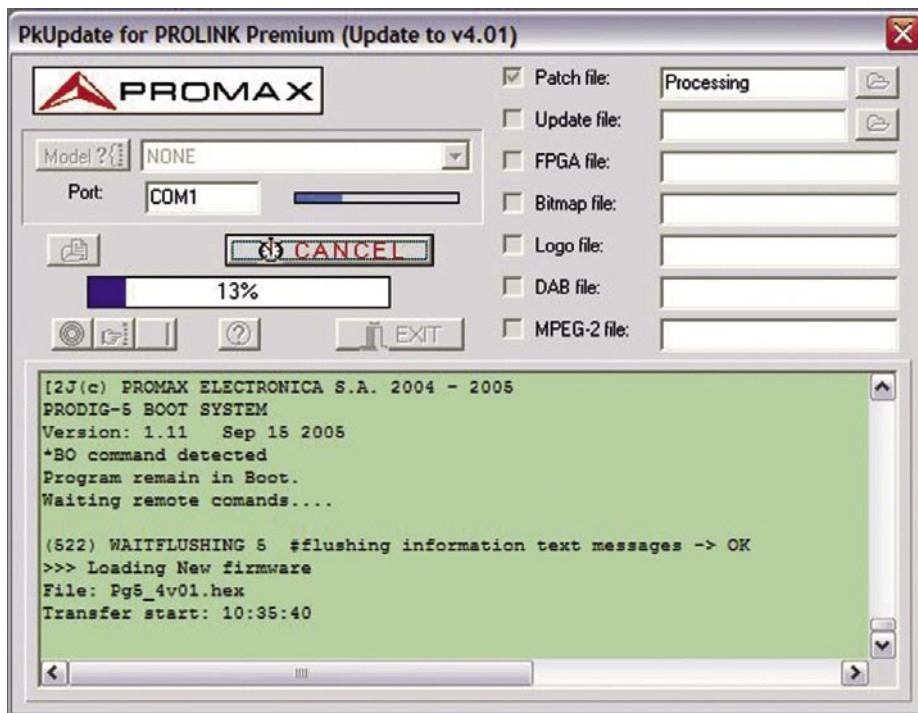 PkUpdate for PROLINK Premium (Update to v4.01)
PROMAX
Model ?
NONE
Port:
COM1
CANCEL
13%
EXIT
Patch file:
Processing
Update file:
FPGA file:
Bitmap file:
Logo file:
DAB file:
MPEG-2 file:
[2J(c) PROMAX ELECTRONICA S.A. 2004 - 2005
PRODIG-5 BOOT SYSTEM
Version: 1.11   Sep 15 2005
*BO command detected
Program remain in Boot.
Waiting remote comands....
(522) WAITFLUSHING 5  #flushing information text messages -> OK
>>> Loading New firmware
File: Pg5_4v01.hex
Transfer start: 10:35:40